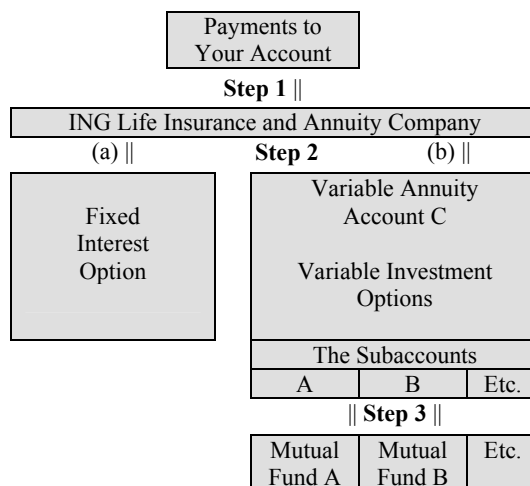 Payments to
Your Account
Step 1 ||
ING Life Insurance and Annuity Company
(a) || Step 2 (b) ||
Fixed
Interest
Option
Variable Annuity
Account C
Variable Investment
Options
The Subaccounts
A B Etc.
|| Step 3 ||
Mutual
Fund A
Mutual
Fund B
Etc.